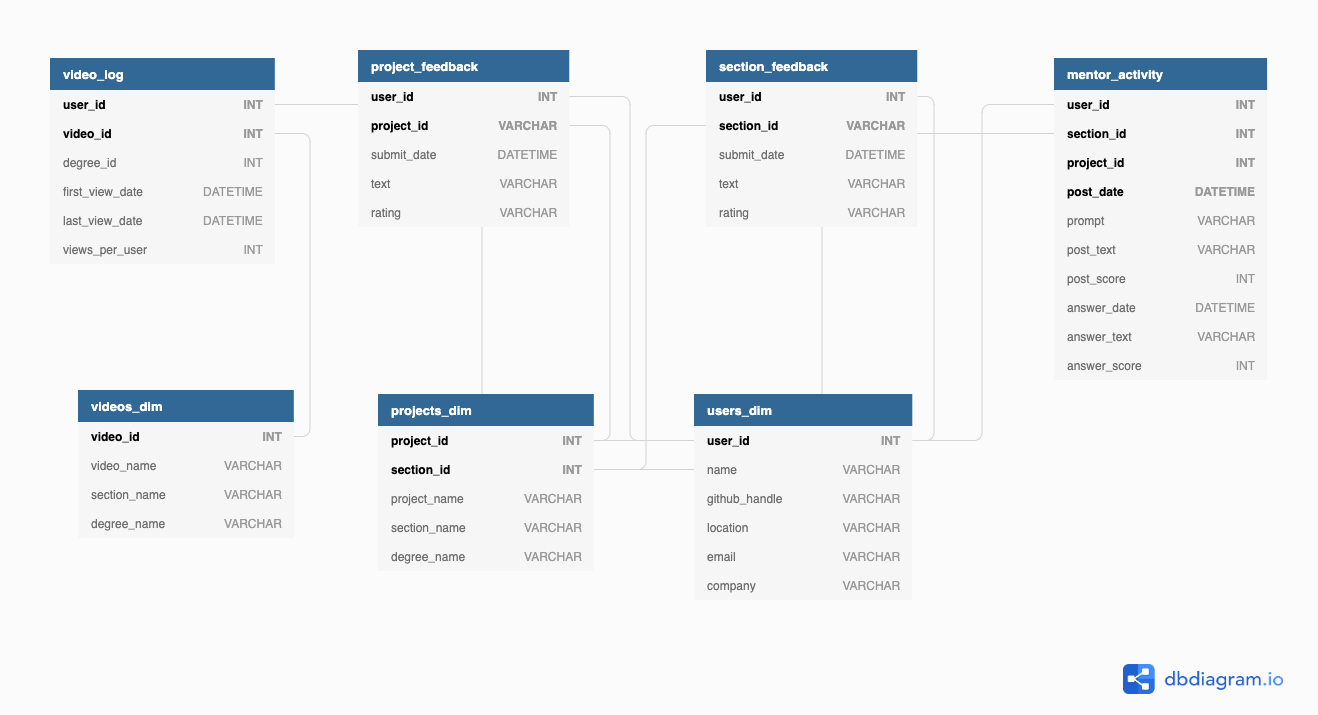 video_log
user_id INT
video_id INT
degree_id INT
first_view_date DATETIME
last_view_date DATETIME
views_per_user INT
project_feedback
user_id INT
project_id VARCHAR
submit_date DATETIME
text VARCHAR
rating VARCHAR
section_feedback
user_id INT
section_id VARCHAR
submit_date DATETIME
text VARCHAR
rating VARCHAR
mentor_activity
user_id INT
section_id INT
project_id INT
post_date DATETIME
prompt VARCHAR
post_text VARCHAR
post_score INT
answer_date DATETIME
answer_text VARCHAR
answer_score INT
videos_dim
video_id INT
video_name VARCHAR
section_name VARCHAR
degree_name VARCHAR
projects_dim
project_id INT
section_id INT
project_name VARCHAR
section_name VARCHAR
degree_name VARCHAR
users_dim
user_id INT
name VARCHAR
github_handle VARCHAR
location VARCHAR
email VARCHAR
company VARCHAR
dbdiagram.io